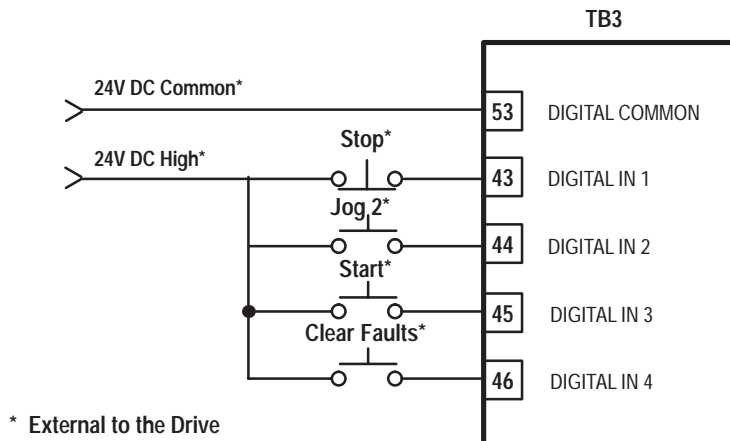 TB3
24V DC Common*
53 DIGITAL COMMON
Stop*
24V DC High*
43 DIGITAL IN 1
Jog 2*
44 DIGITAL IN 2
Start*
45 DIGITAL IN 3
Clear Faults*
46 DIGITAL IN 4
* External to the Drive